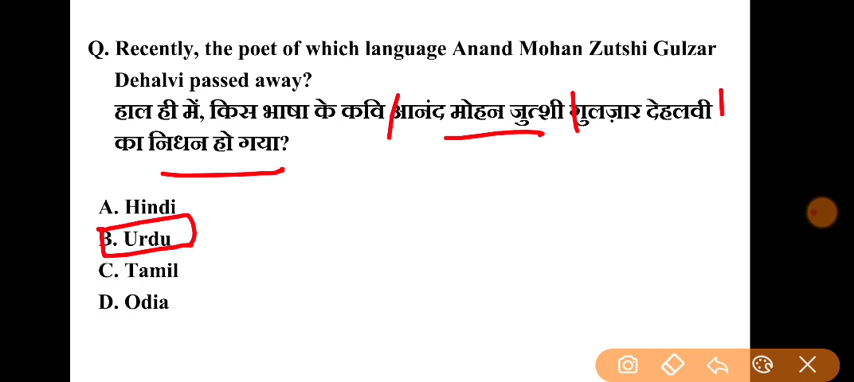 Q. Recently, the poet of which language Anand Mohan Zutshi Gulzar
Dehalvi passed away?
हाल ही में, किस भाषा के कवि आनंद मोहन जुत्शी गुलज़ार देहलवी
का निधन हो गया?
A. Hindi
B. Urdu
C. Tamil
D. Odia